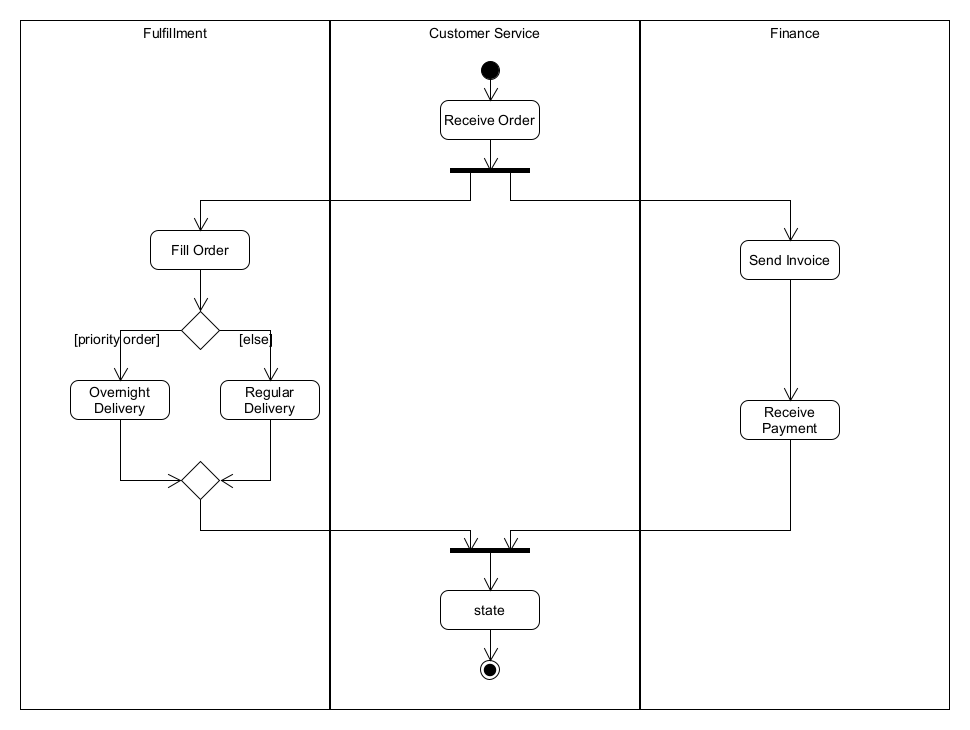 Fulfillment
Customer Service
Finance
Receive Order
Fill Order
Send Invoice
[priority order]
[else]
Overnight
Delivery
Regular
Delivery
Receive
Payment
state